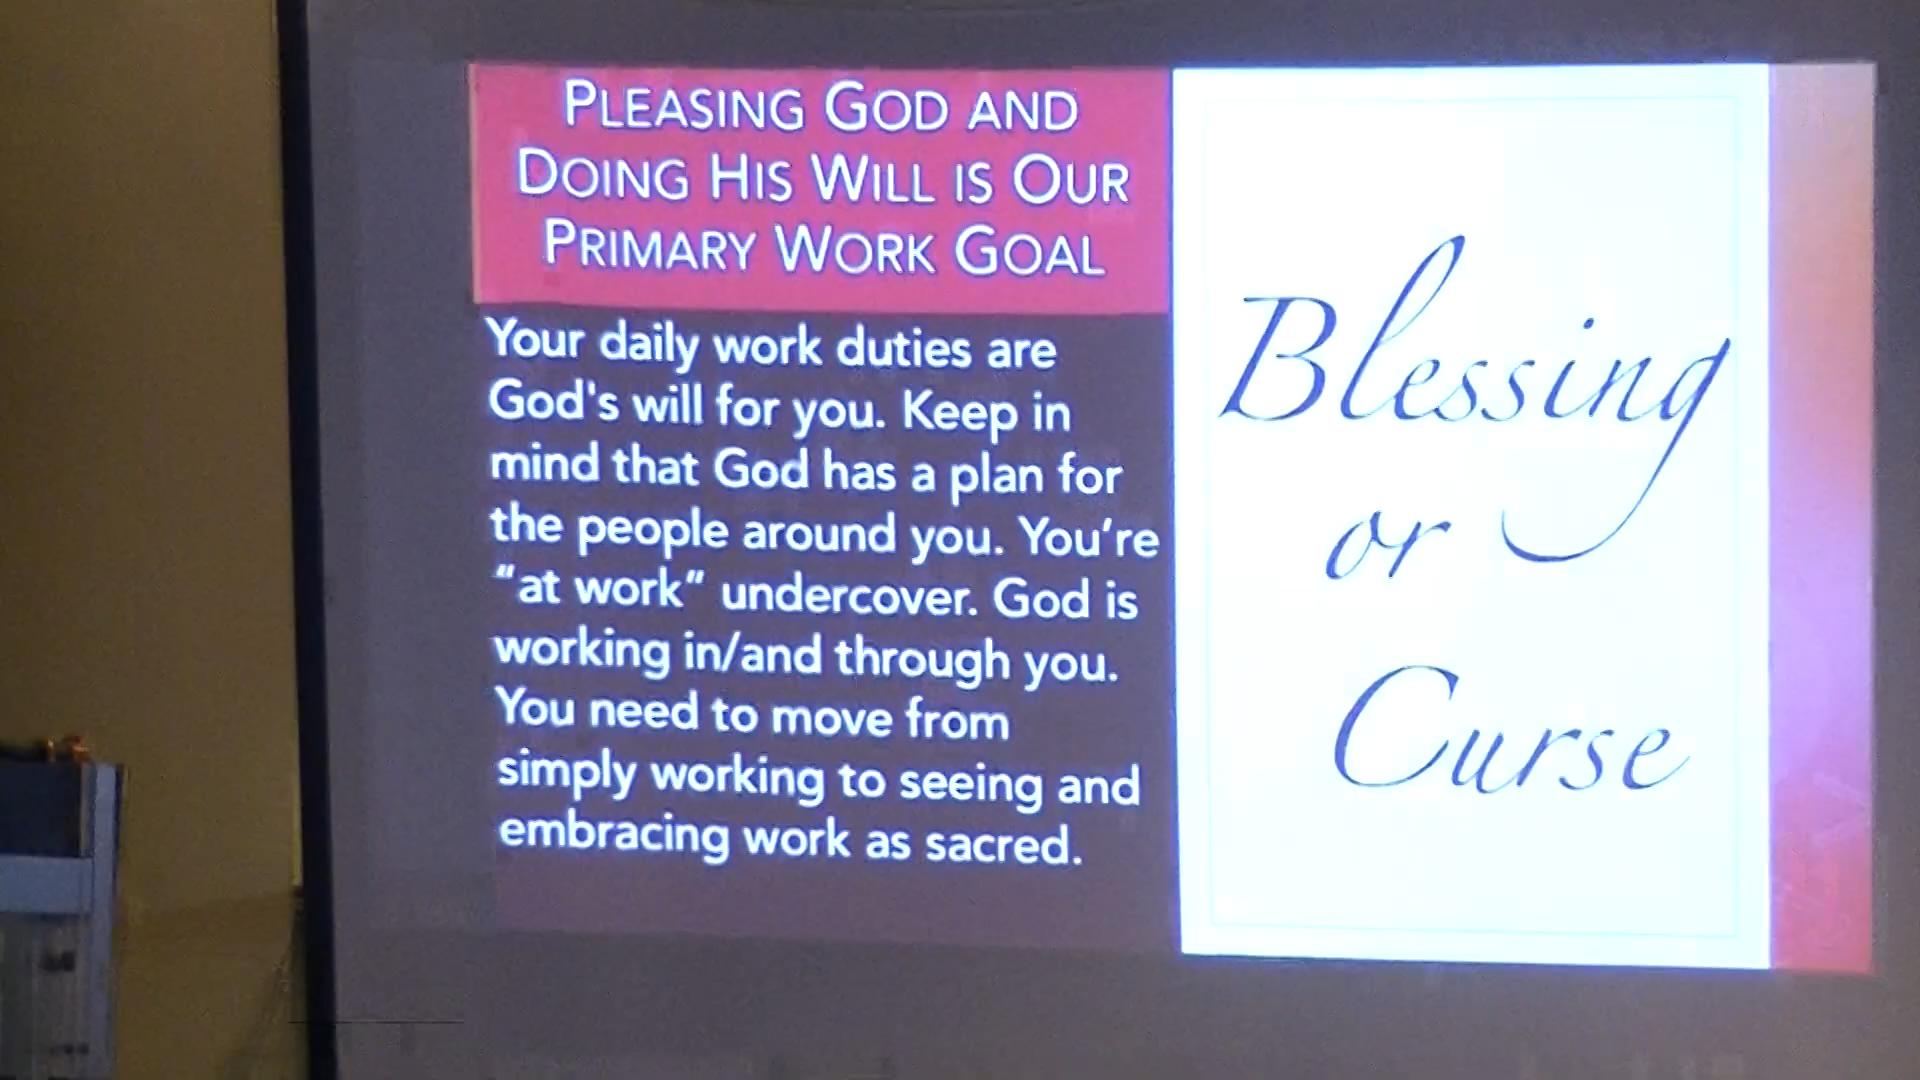 PLEASING GOD AND
DOING HIS WILL IS OUR
PRIMARY WORK GOAL
Your daily work duties are
God's will for you. Keep in
mind that God has a plan for
the people around you. You’re
“at work” undercover. God is
working in/and through you.
You need to move from
simply working to seeing and
embracing work as sacred.
Blessing
or
Curse